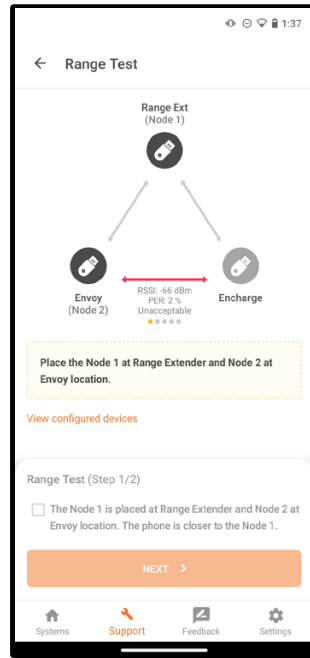 1:37
Range Test
Range Ext
(Node 1)
Envoy
(Node 2)
RSSI: -66 dBm
PER: 2 %
Unacceptable
Encharge
Place the Node 1 at Range Extender and Node 2 at
Envoy location.
View configured devices
Range Test (Step 1/2)
The Node 1 is placed at Range Extender and Node 2 at
Envoy location. The phone is closer to the Node 1.
NEXT
Systems
Support
Feedback
Settings